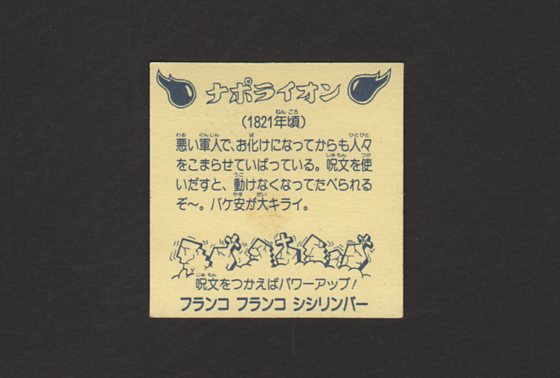 ナポライオン
(1821年頃)
悪い軍人で、お化けになってからも人々
をこまらせていばっている。呪文を使
いだすと、動けなくなってたべられる
ぞ〜。バケ安が大キライ。
呪文をつかえばパワーアップ!
フランコ フランコ シシリンバー